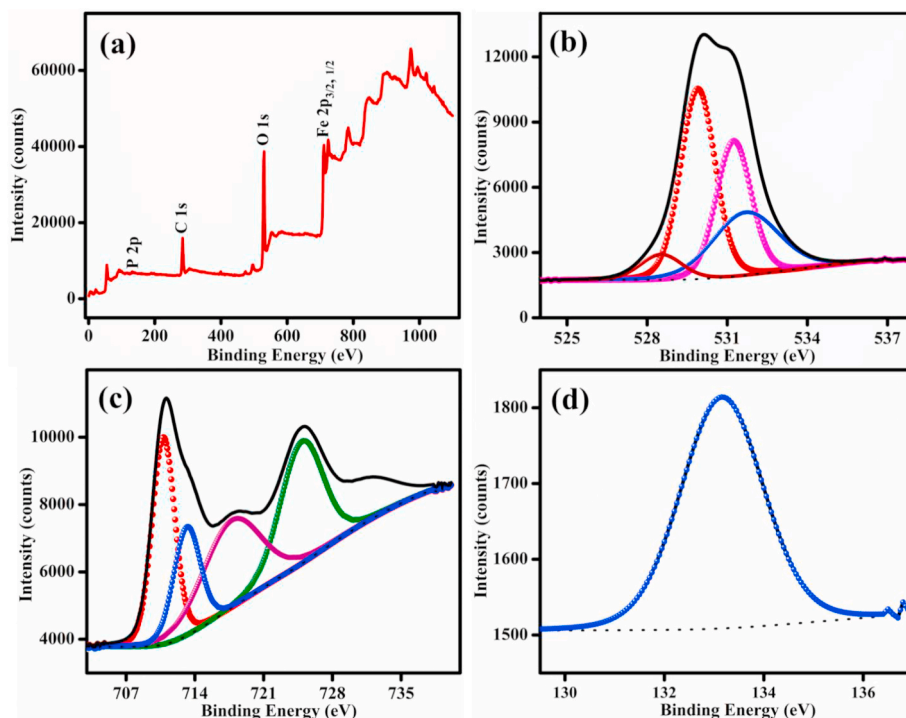 (a)
60000
40000
20000
0
Intensity (counts)
P 2p
C 1s
O 1s
Fe 2p3/2, 1/2
0 200 400 600 800 1000
Binding Energy (eV)
(b)
12000
9000
6000
3000
0
Intensity (counts)
525 528 531 534 537
Binding Energy (eV)
(c)
10000
8000
6000
4000
Intensity (counts)
707 714 721 728 735
Binding Energy (eV)
(d)
1800
1700
1600
1500
Intensity (counts)
130 132 134 136
Binding Energy (eV)